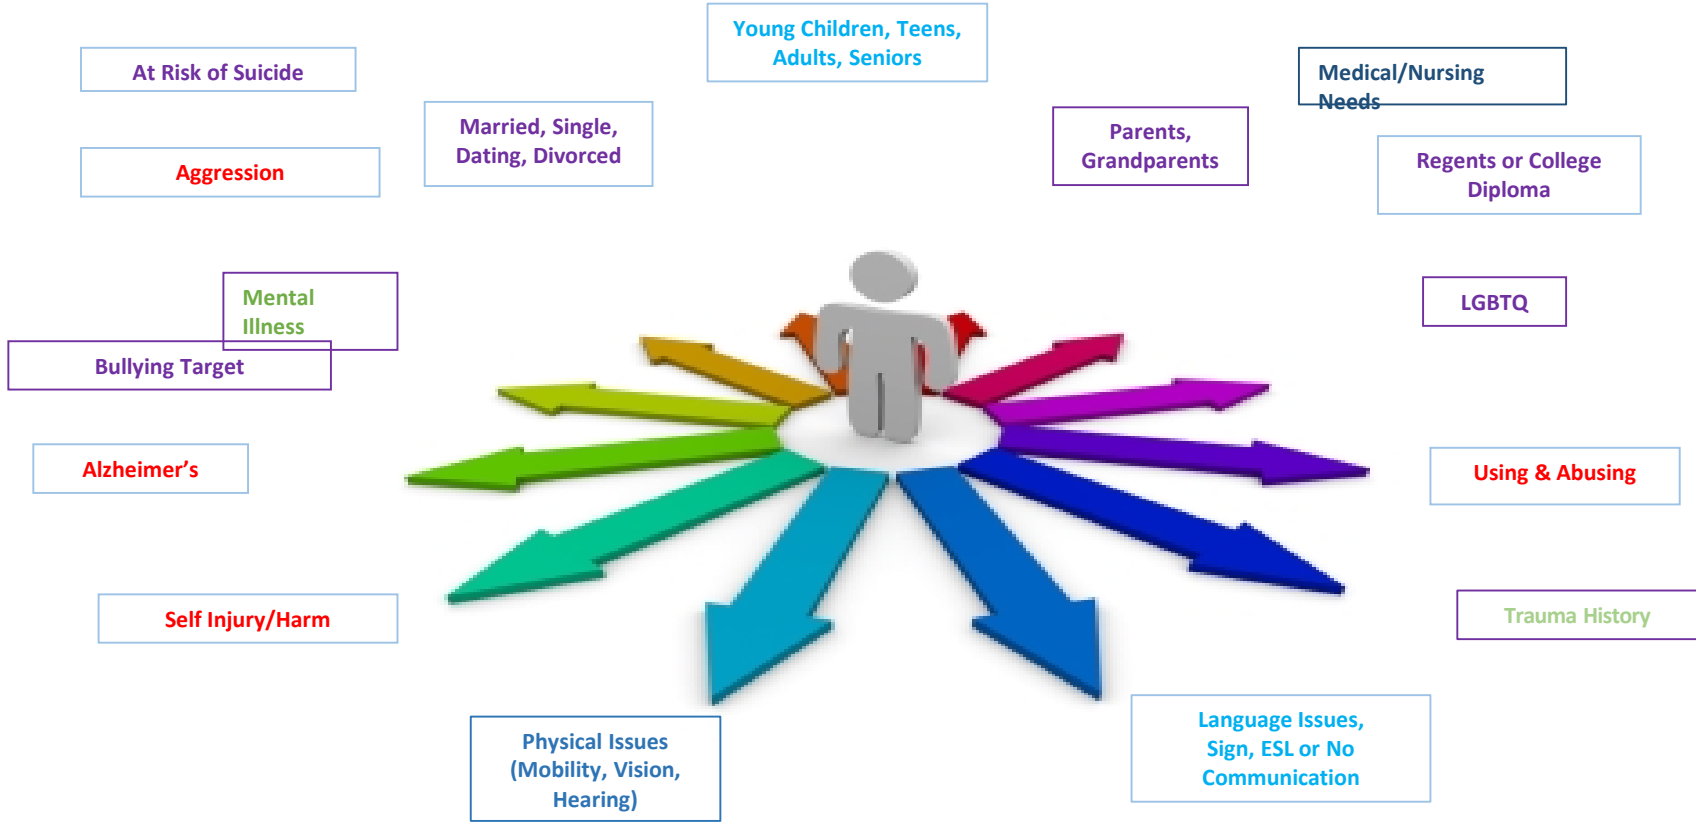 Young Children, Teens,
Adults, Seniors
At Risk of Suicide
Medical/Nursing
Needs
Married, Single,
Dating, Divorced
Parents,
Grandparents
Aggression
Regents or College
Diploma
Mental
Illness
LGBTQ
Bullying Target
Alzheimer’s
Using & Abusing
Self Injury/Harm
Trauma History
Physical Issues
(Mobility, Vision,
Hearing)
Language Issues,
Sign, ESL or No
Communication